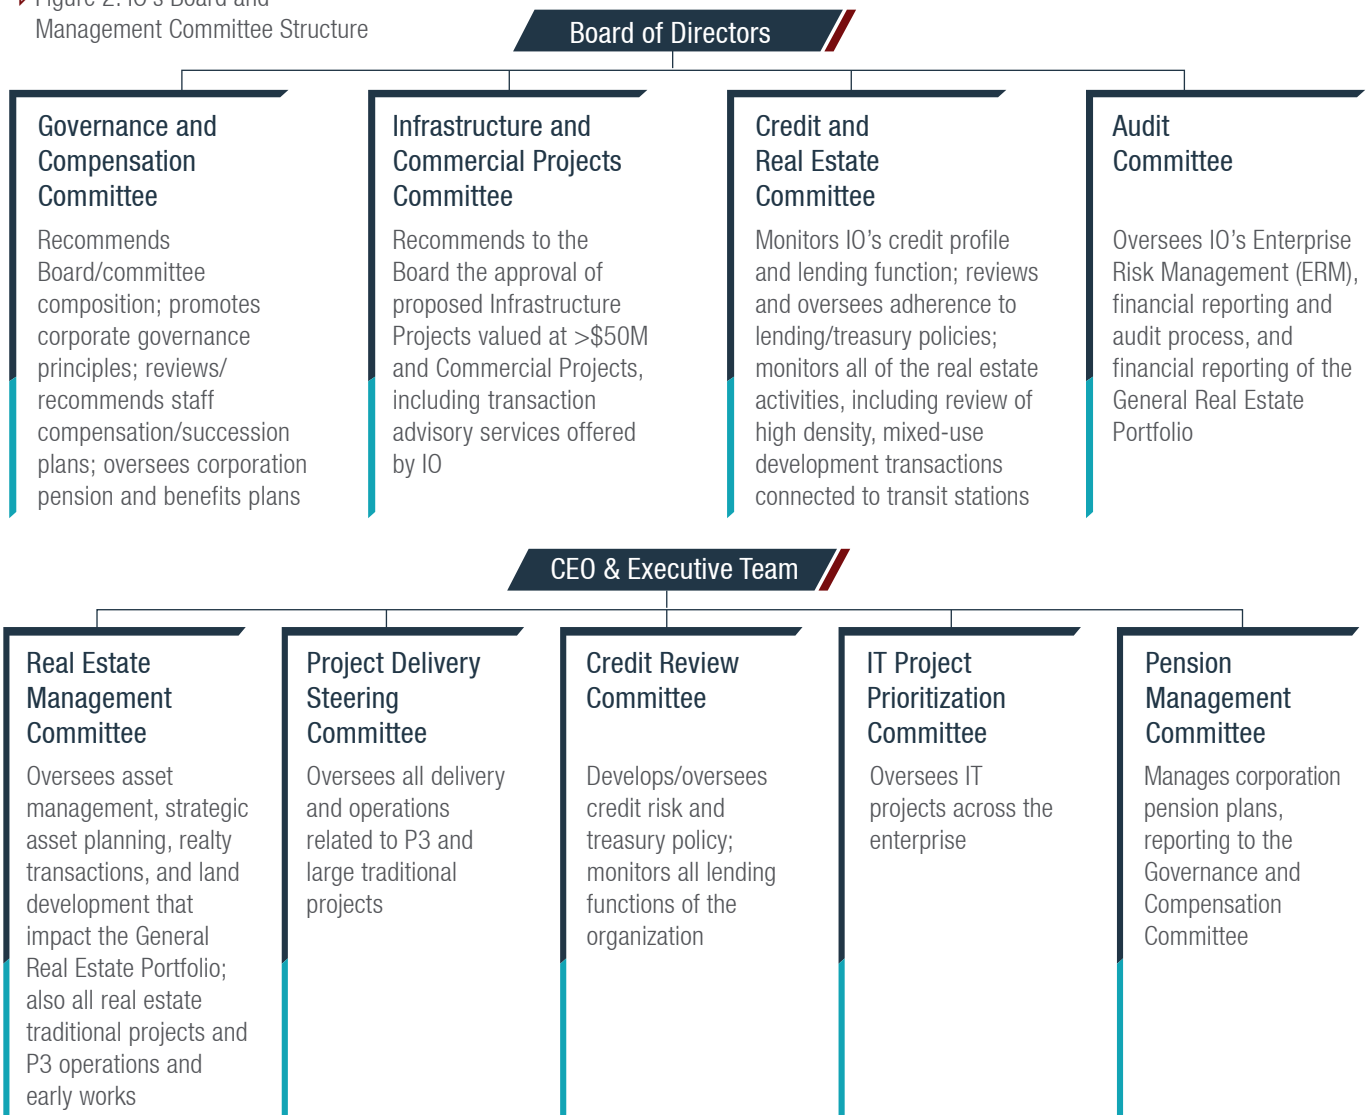 Figure 2: IO's Board and
Management Committee Structure
Board of Directors
Governance and
Compensation
Committee
Recommends
Board/committee
composition; promotes
corporate governance
principles; reviews/
recommends staff
compensation/succession
plans; oversees corporation
pension and benefits plans
Infrastructure and
Commercial Projects
Committee
Recommends to the
Board the approval of
proposed Infrastructure
Projects valued at >$50M
and Commercial Projects,
including transaction
advisory services offered
by IO
Credit and
Real Estate
Committee
Monitors IO's credit profile
and lending function; reviews
and oversees adherence to
lending/treasury policies;
monitors all of the real estate
activities, including review of
high density, mixed-use
development transactions
connected to transit stations
Audit
Committee
Oversees IO's Enterprise
Risk Management (ERM),
financial reporting and
audit process, and
financial reporting of the
General Real Estate
Portfolio
CEO & Executive Team
Real Estate
Management
Committee
Oversees asset
management, strategic
asset planning, realty
transactions, and land
development that
impact the General
Real Estate Portfolio;
also all real estate
traditional projects and
P3 operations and
early works
Project Delivery
Steering
Committee
Oversees all delivery
and operations
related to P3 and
large traditional
projects
Credit Review
Committee
Develops/oversees
credit risk and
treasury policy;
monitors all lending
functions of the
organization
IT Project
Prioritization
Committee
Oversees IT
projects across the
enterprise
Pension
Management
Committee
Manages corporation
pension plans,
reporting to the
Governance and
Compensation
Committee